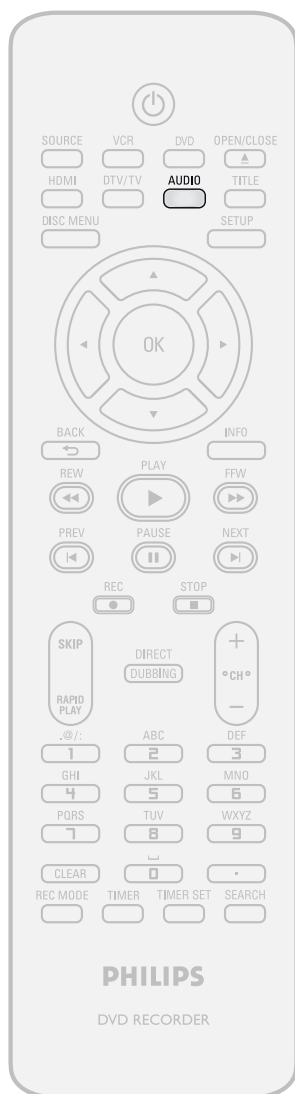 SOURCE VCR DVD OPEN/CLOSE
HDMI DTV/TV AUDIO TITLE
DISC MENU SETUP
OK
BACK INFO
REW PLAY FFW
PREV PAUSE NEXT
REC STOP
SKIP
DIRECT
DUBBING
CH
RAPID
PLAY
.@/: ABC DEF
1 2 3
GHI JKL MNO
4 5 6
PQRS TUV WXYZ
7 8 9
CLEAR 0 .
REC MODE TIMER TIMER SET SEARCH
PHILIPS
DVD RECORDER